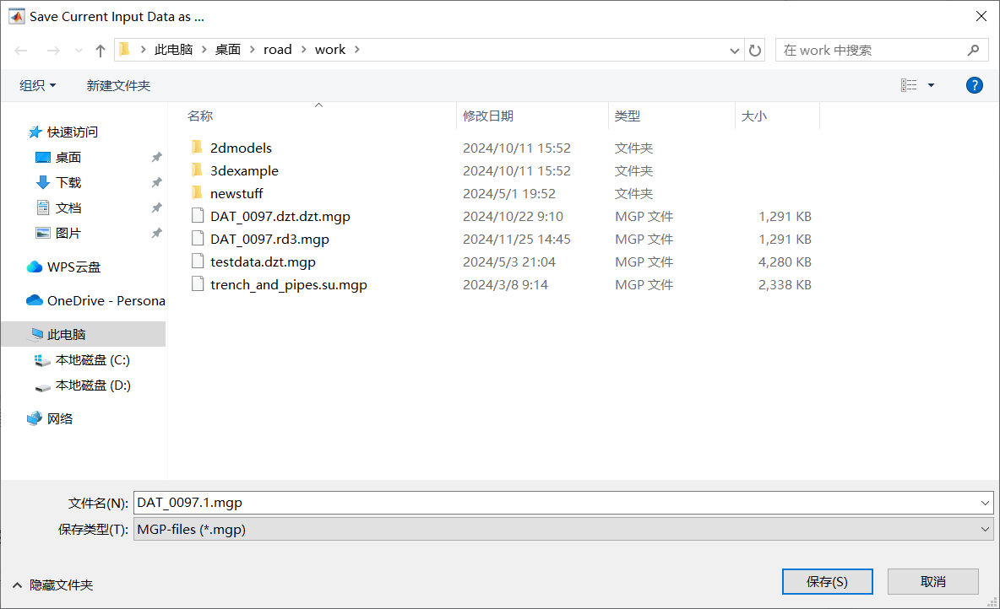 Save Current Input Data as ...
此电脑 > 桌面 > road > work >
在 work 中搜索
组织
新建文件夹
?
名称 修改日期 类型 大小
快速访问
桌面
下载
文档
图片
WPS云盘
OneDrive - Persona
此电脑
本地磁盘 (C:)
本地磁盘 (D:)
网络
2dmodels 2024/10/11 15:52 文件夹
3dexample 2024/10/11 15:52 文件夹
newstuff 2024/5/1 19:52 文件夹
DAT_0097.dzt.dzt.mgp 2024/10/22 9:10 MGP 文件 1,291 KB
DAT_0097.rd3.mgp 2024/11/25 14:45 MGP 文件 1,291 KB
testdata.dzt.mgp 2024/5/3 21:04 MGP 文件 4,280 KB
trench_and_pipes.su.mgp 2024/3/8 9:14 MGP 文件 2,338 KB
文件名(N): DAT_0097.1.mgp
保存类型(T): MGP-files (*.mgp)
隐藏文件夹
保存(S)
取消